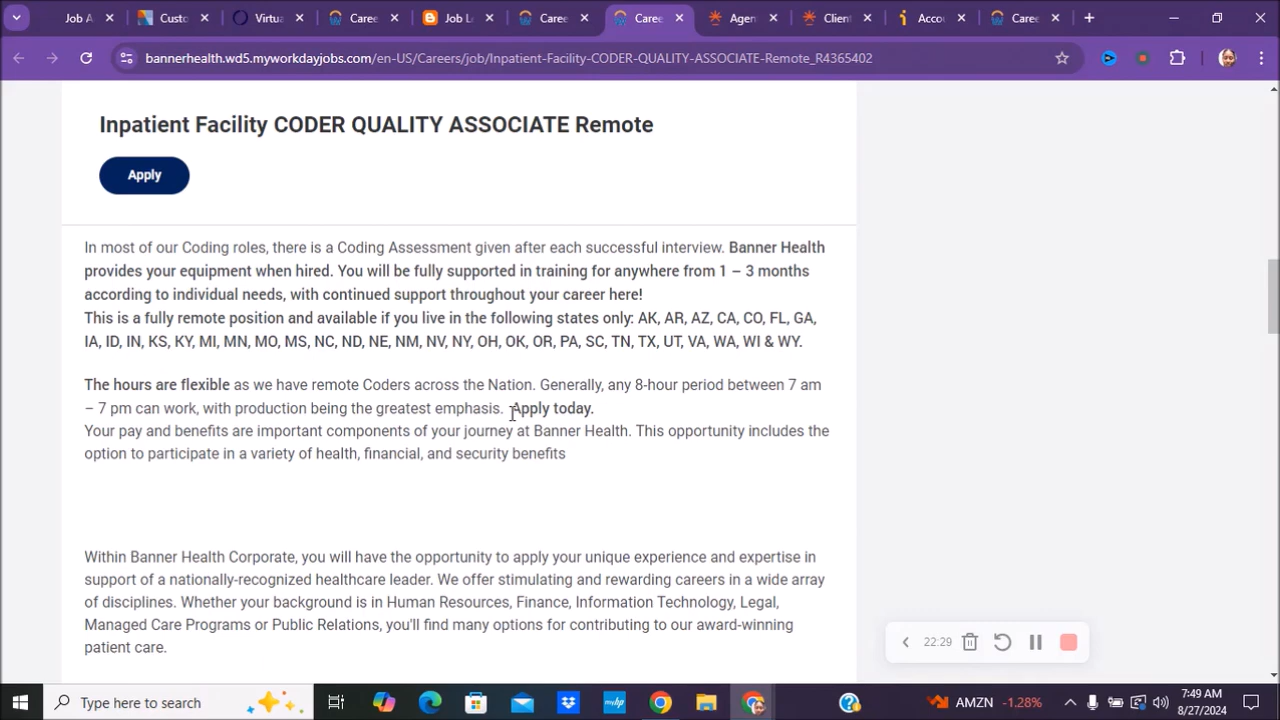 Job A
Custo
Virtua
Caree
Job L
Caree
Caree
Agen
Client
Accou
Caree
bannerhealth.wd5.myworkdayjobs.com/en-US/Careers/job/Inpatient-Facility-CODER-QUALITY-ASSOCIATE-Remote_R4365402
Inpatient Facility CODER QUALITY ASSOCIATE Remote
Apply
In most of our Coding roles, there is a Coding Assessment given after each successful interview. Banner Health
provides your equipment when hired. You will be fully supported in training for anywhere from 1 – 3 months
according to individual needs, with continued support throughout your career here!
This is a fully remote position and available if you live in the following states only: AK, AR, AZ, CA, CO, FL, GA,
IA, ID, IN, KS, KY, MI, MN, MO, MS, NC, ND, NE, NM, NV, NY, OH, OK, OR, PA, SC, TN, TX, UT, VA, WA, WI & WY.
The hours are flexible as we have remote Coders across the Nation. Generally, any 8-hour period between 7 am
– 7 pm can work, with production being the greatest emphasis. Apply today.
Your pay and benefits are important components of your journey at Banner Health. This opportunity includes the
option to participate in a variety of health, financial, and security benefits
Within Banner Health Corporate, you will have the opportunity to apply your unique experience and expertise in
support of a nationally-recognized healthcare leader. We offer stimulating and rewarding careers in a wide array
of disciplines. Whether your background is in Human Resources, Finance, Information Technology, Legal,
Managed Care Programs or Public Relations, you'll find many options for contributing to our award-winning
patient care.
22:29
Type here to search
AMZN -1.28%
7:49 AM
8/27/2024